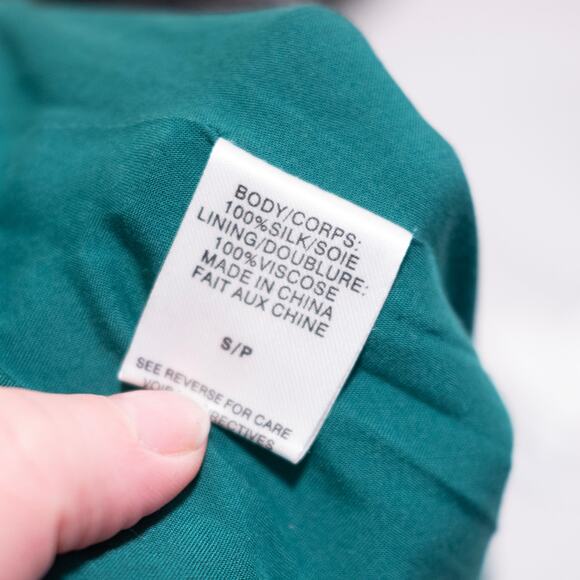 BODY/CORPS:
100%SILK/SOIE
LINING/DOUBLURE:
100%VISCOSE
MADE IN CHINA
FAIT AUX CHINE
S/P
SEE REVERSE FOR CARE